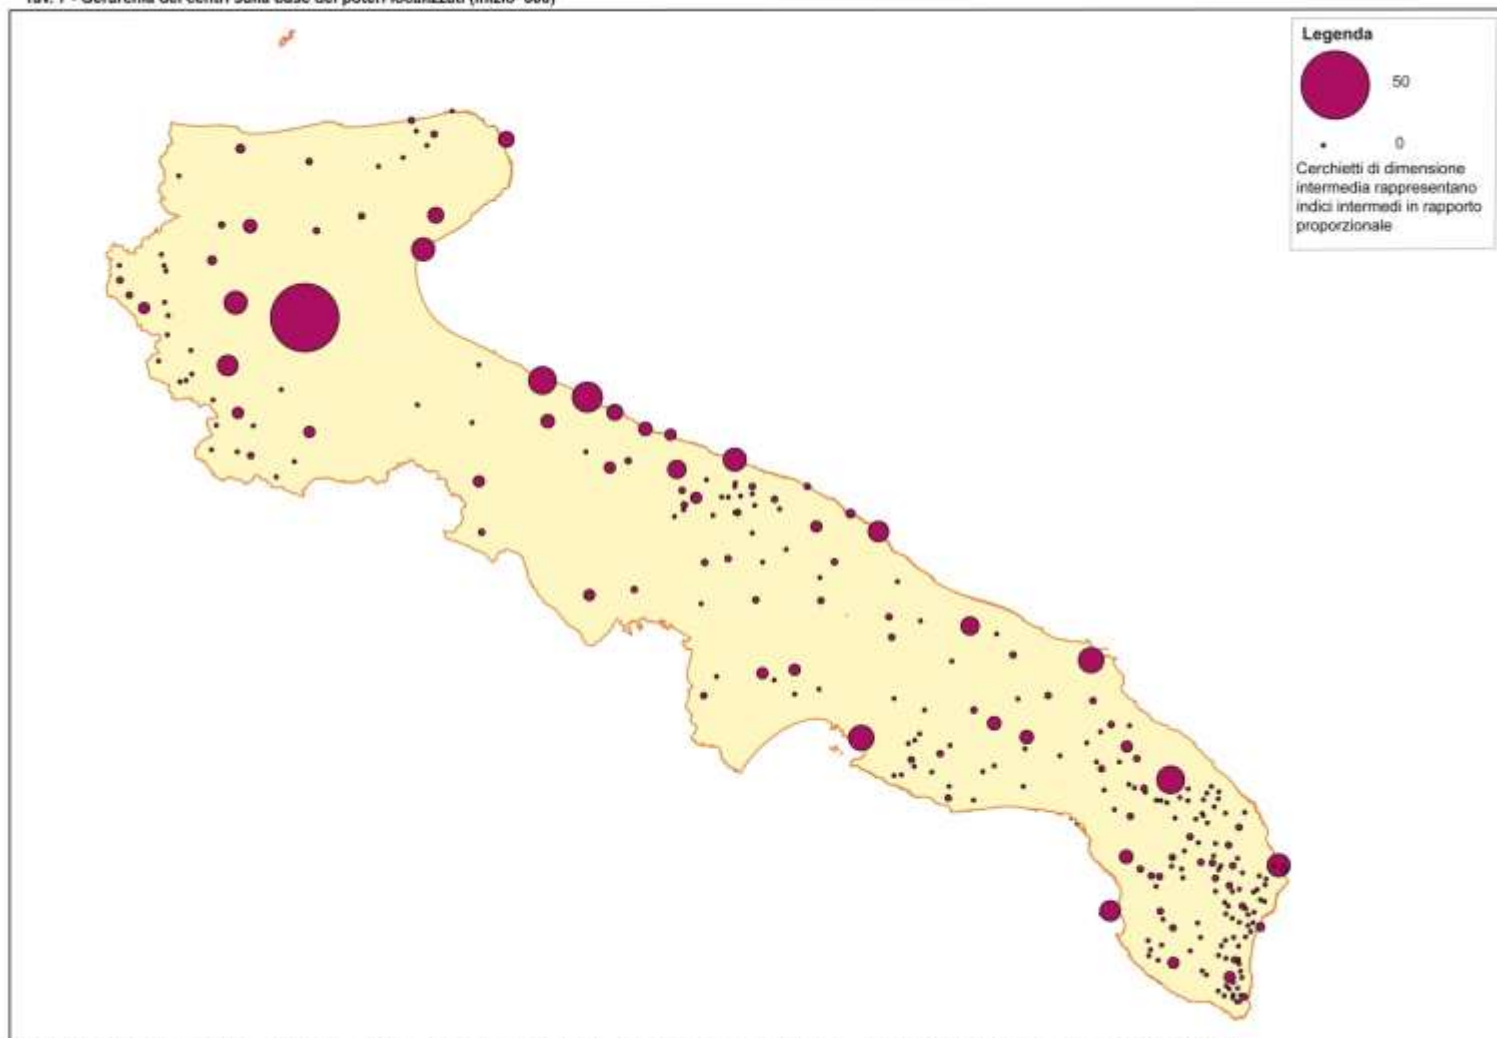 Legenda
50
0
Cerchietti di dimensione
intermedia rappresentano
indici intermedi in rapporto
proporzionale